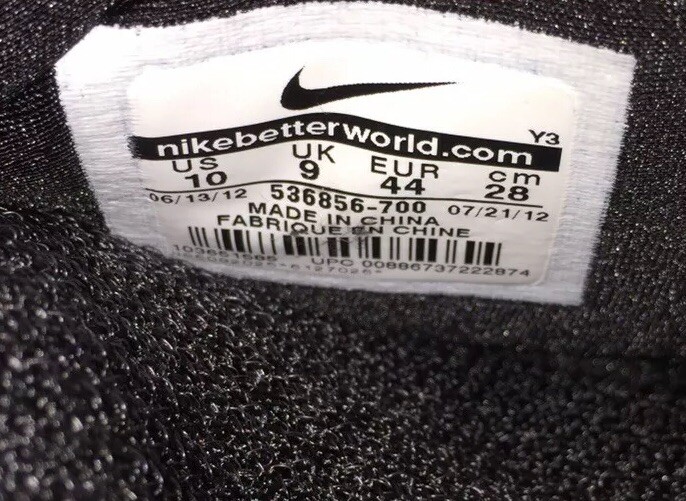 Y3
nikebetterworld.com
US UK EUR cm
10 9 44 28
06/13/12 536856-700 07/21/12
MADE IN CHINA
FABRIQUE EN CHINE
UPC 00886737222874